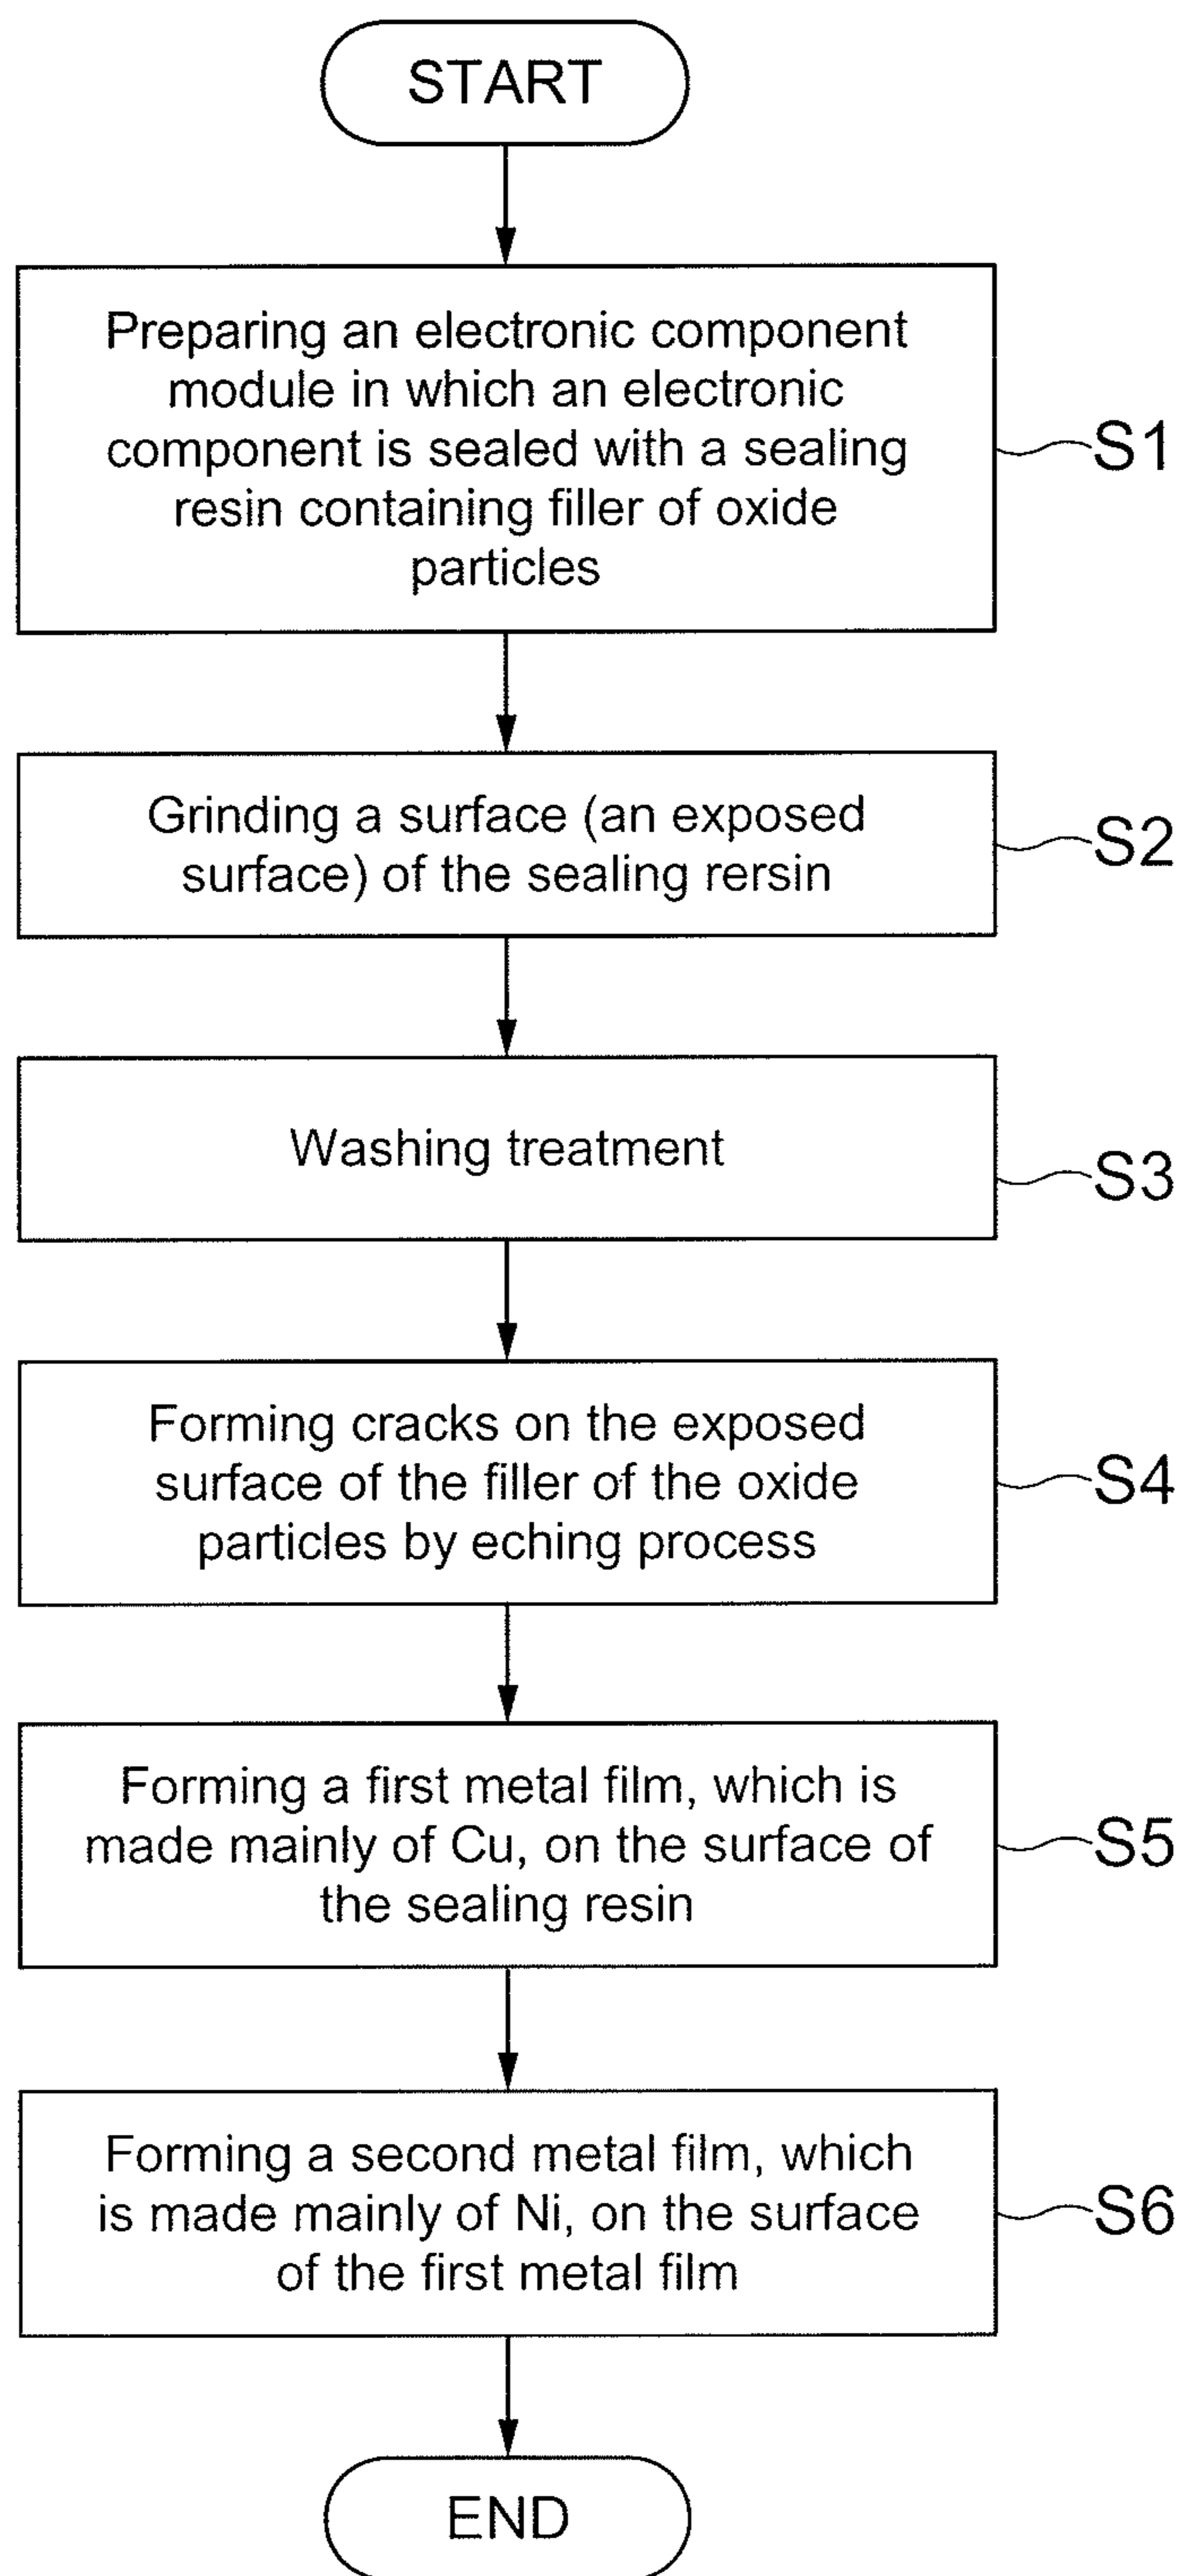 START
Preparing an electronic component
module in which an electronic
component is sealed with a sealing
resin containing filler of oxide
particles
S1
Grinding a surface (an exposed
surface) of the sealing rersin
S2
Washing treatment
S3
Forming cracks on the exposed
surface of the filler of the oxide
particles by eching process
S4
Forming a first metal film, which is
made mainly of Cu, on the surface of
the sealing resin
S5
Forming a second metal film, which
is made mainly of Ni, on the surface
of the first metal film
S6
END